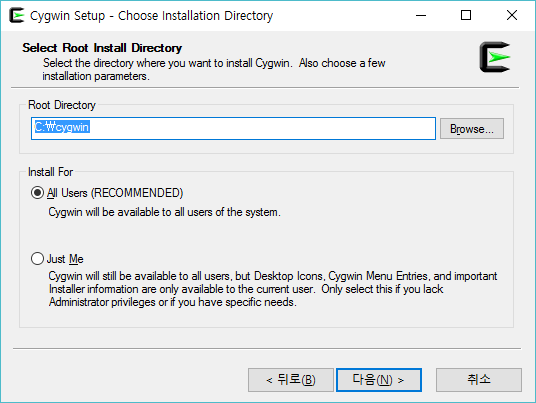 Cygwin Setup - Choose Installation Directory
Select Root Install Directory
Select the directory where you want to install Cygwin. Also choose a few
installation parameters.
Root Directory
C:₩cygwin
Browse...
Install For
All Users (RECOMMENDED)
Cygwin will be available to all users of the system.
Just Me
Cygwin will still be available to all users, but Desktop Icons, Cygwin Menu Entries, and important
Installer information are only available to the current user. Only select this if you lack
Administrator privileges or if you have specific needs.
< 뒤로(B)
다음(N) >
취소